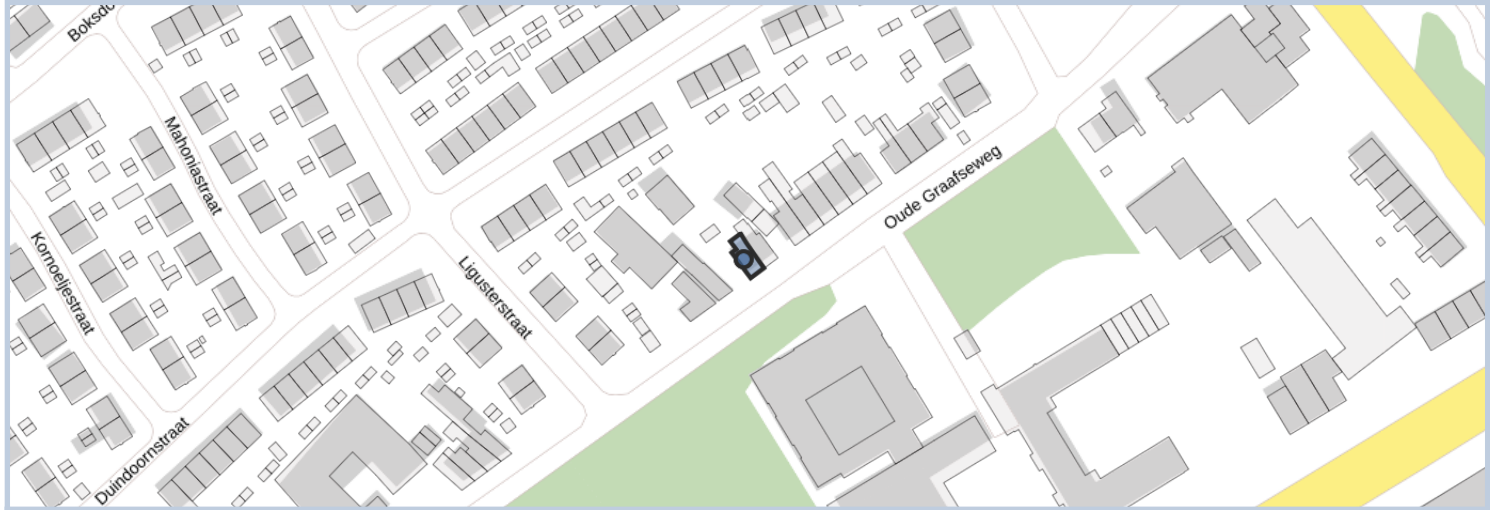 Boksdo
Mahoniastraat
Oude Graafseweg
Kornoeljestraat
Ligusterstraat
Duindoornstraat